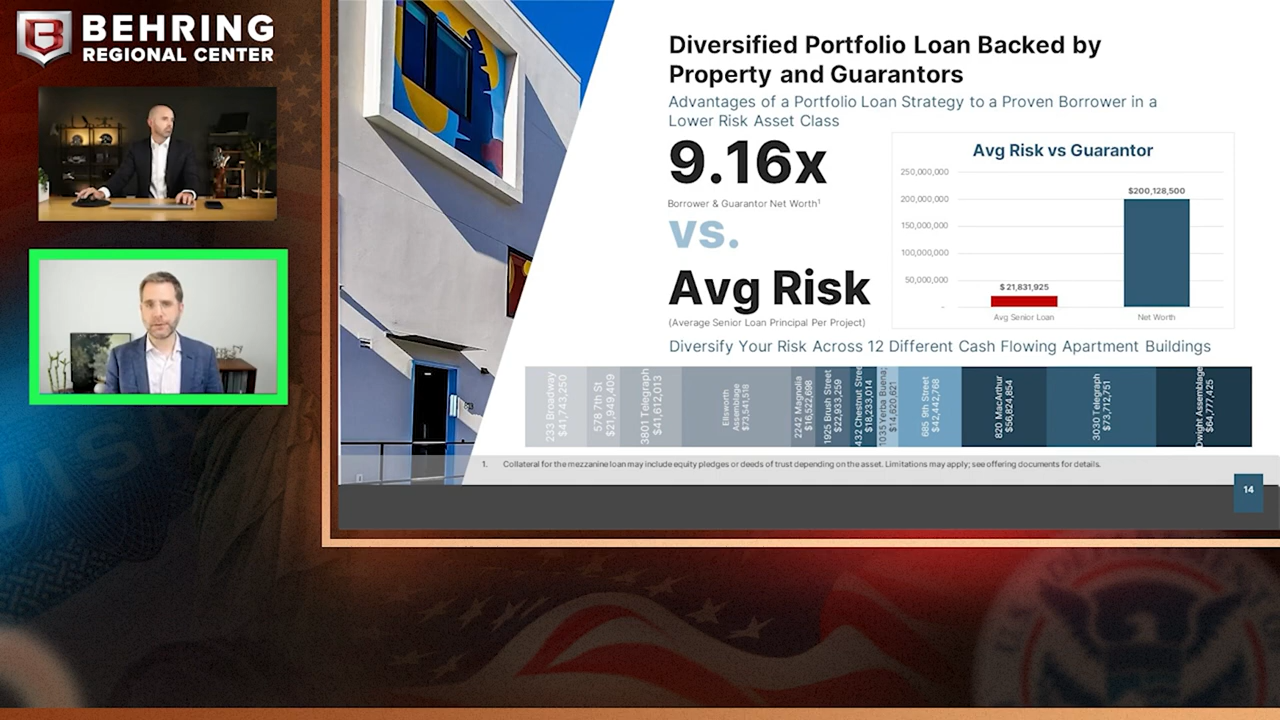 BEHRING
REGIONAL CENTER
Diversified Portfolio Loan Backed by
Property and Guarantors
Advantages of a Portfolio Loan Strategy to a Proven Borrower in a
Lower Risk Asset Class
9.16x
Borrower & Guarantor Net Worth¹
vs.
Avg Risk
(Average Senior Loan Principal Per Project)
Avg Risk vs Guarantor
250,000,000
200,000,000
150,000,000
100,000,000
50,000,000
-
$ 21,831,925
$200,128,500
Avg Senior Loan
Net Worth
Diversify Your Risk Across 12 Different Cash Flowing Apartment Buildings
233 Broadway
$41,743,250
578 7th St
$21,949,409
3801 Telegraph
$41,612,013
Ellsworth
Assemblage
$73,541,518
2242 Magnolia
$16,522,698
1925 Brush Street
$22,933,259
432 Chestnut Street
$18,233,014
1035 Yerba Buena;
$14,620,621
685 9th Street
$42,442,768
820 MacArthur
$56,824,854
3030 Telegraph
$73,712,751
Dwight Assemblage
$64,777,425
1. Collateral for the mezzanine loan may include equity pledges or deeds of trust depending on the asset. Limitations may apply; see offering documents for details.
14
VIS